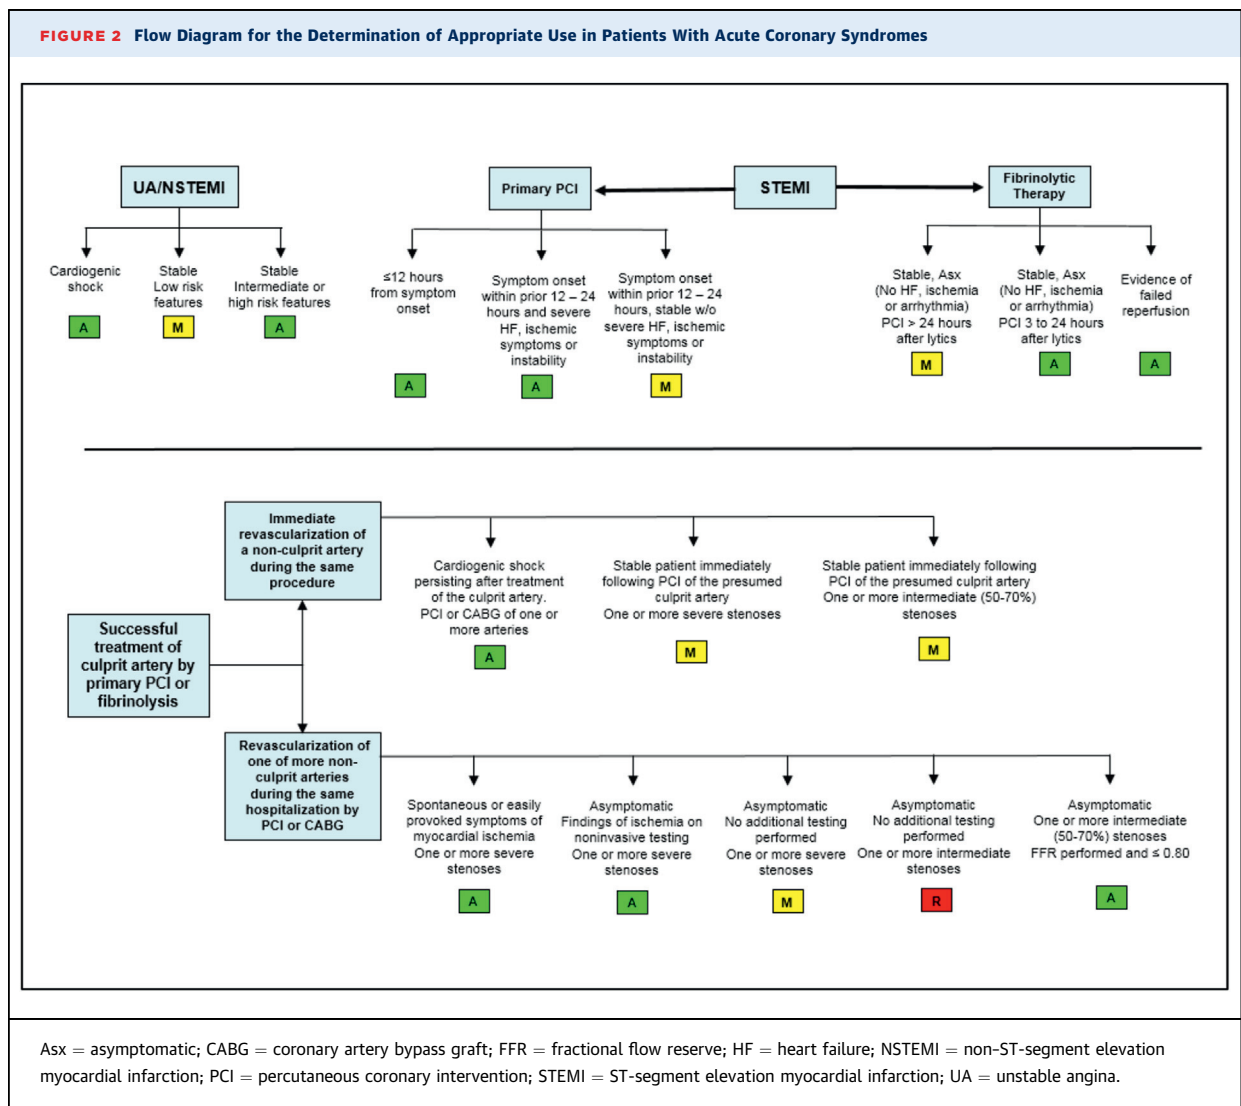 FIGURE 2 Flow Diagram for the Determination of Appropriate Use in Patients With Acute Coronary Syndromes
UA/NSTEMI
Cardiogenic
shock
A
Stable
Low risk
features
M
Stable
Intermediate or
high risk features
A
STEMI
Primary PCI
≤12 hours
from symptom
onset
A
Symptom onset
within prior 12 – 24
hours and severe
HF, ischemic
symptoms or
instability
A
Symptom onset
within prior 12 – 24
hours, stable w/o
severe HF, ischemic
symptoms or
instability
M
Fibrinolytic
Therapy
Stable, Asx
(No HF, ischemia
or arrhythmia)
PCI > 24 hours
after lytics
M
Stable, Asx
(No HF, ischemia
or arrhythmia)
PCI 3 to 24 hours
after lytics
A
Evidence of
failed
reperfusion
A
Successful
treatment of
culprit artery by
primary PCI or
fibrinolysis
Immediate
revascularization of
a non-culprit artery
during the same
procedure
Cardiogenic shock
persisting after treatment
of the culprit artery.
PCI or CABG of one or
more arteries
A
Stable patient immediately
following PCI of the presumed
culprit artery
One or more severe stenoses
M
Stable patient immediately following
PCI of the presumed culprit artery
One or more intermediate (50-70%)
stenoses
M
Revascularization of
one of more non-
culprit arteries
during the same
hospitalization by
PCI or CABG
Spontaneous or easily
provoked symptoms of
myocardial ischemia
One or more severe
stenoses
A
Asymptomatic
Findings of ischemia on
noninvasive testing
One or more severe
stenoses
A
Asymptomatic
No additional testing
performed
One or more severe
stenoses
M
Asymptomatic
No additional testing
performed
One or more intermediate
stenoses
R
Asymptomatic
One or more intermediate
(50-70%) stenoses
FFR performed and ≤ 0.80
A
Asx = asymptomatic; CABG = coronary artery bypass graft; FFR = fractional flow reserve; HF = heart failure; NSTEMI = non–ST-segment elevation
myocardial infarction; PCI = percutaneous coronary intervention; STEMI = ST-segment elevation myocardial infarction; UA = unstable angina.